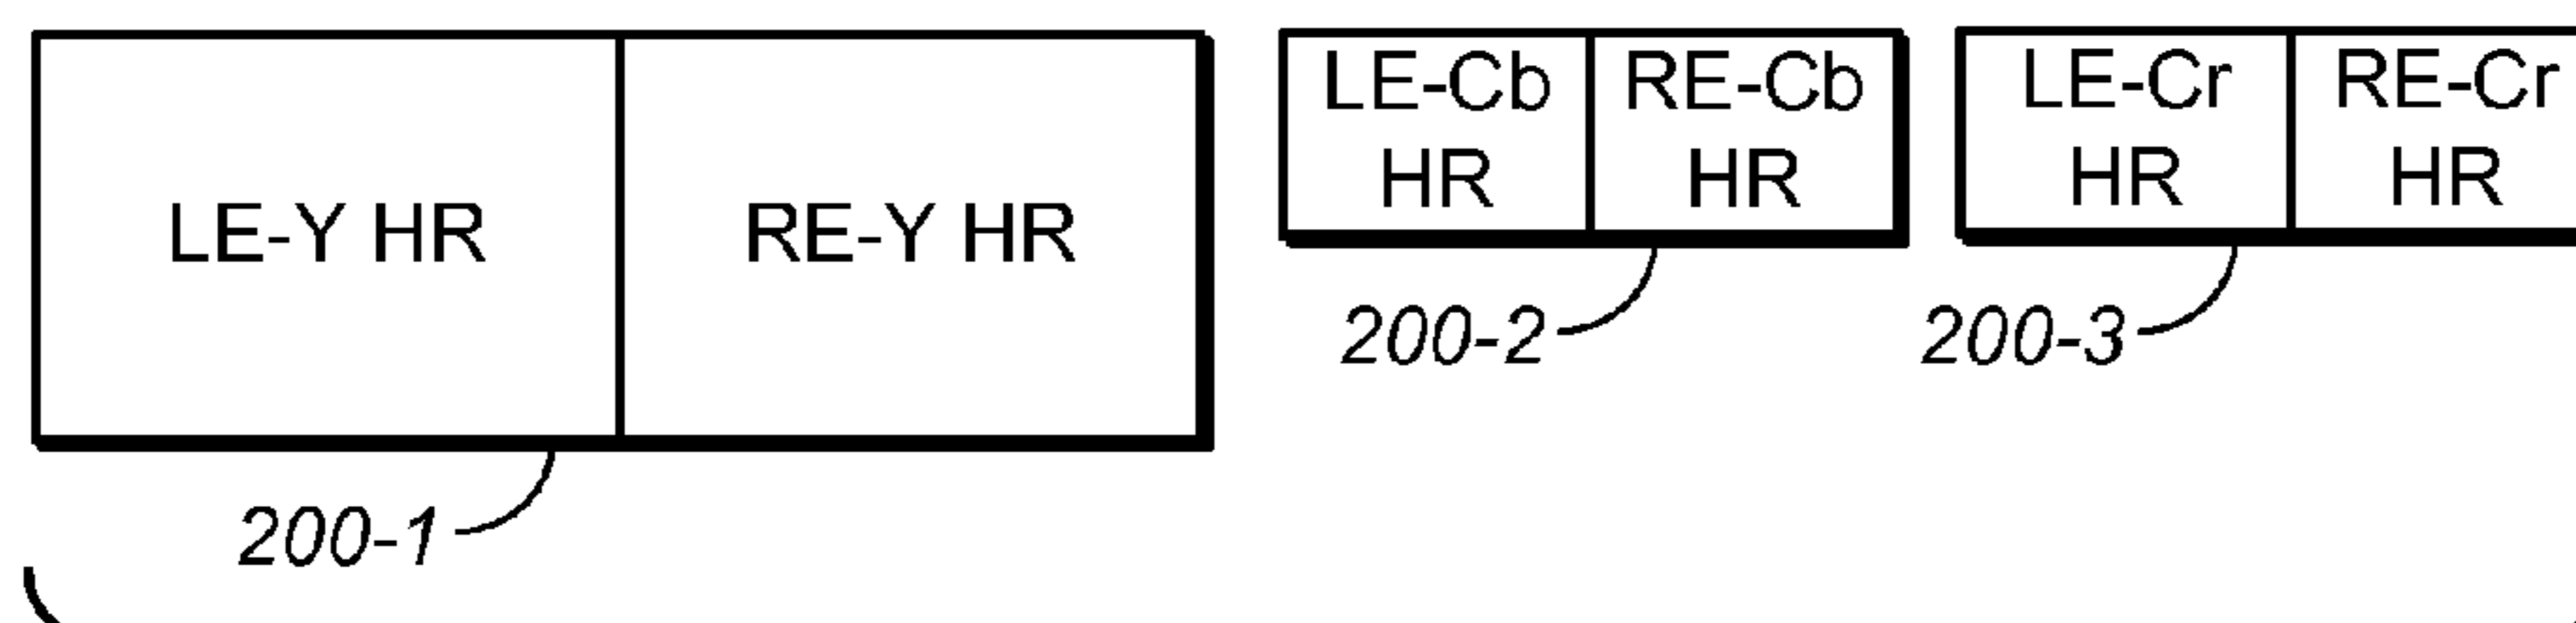 LE-Y HR
RE-Y HR
LE-Cb
HR
RE-Cb
HR
LE-Cr
HR
RE-Cr
HR
200-1
200-2
200-3